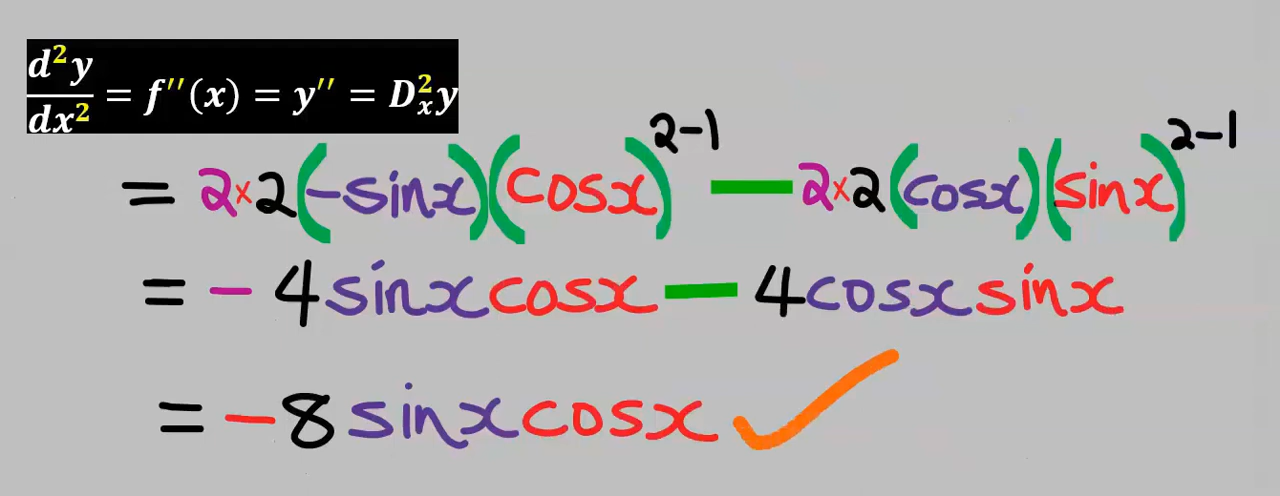 d²y/dx² = f''(x) = y'' = D²ₓy
= 2×2(-sinx)(cosx)²⁻¹ — 2×2(cosx)(sinx)²⁻¹
= - 4sinxcosx — 4cosxsinx
= -8sinxcosx ✓